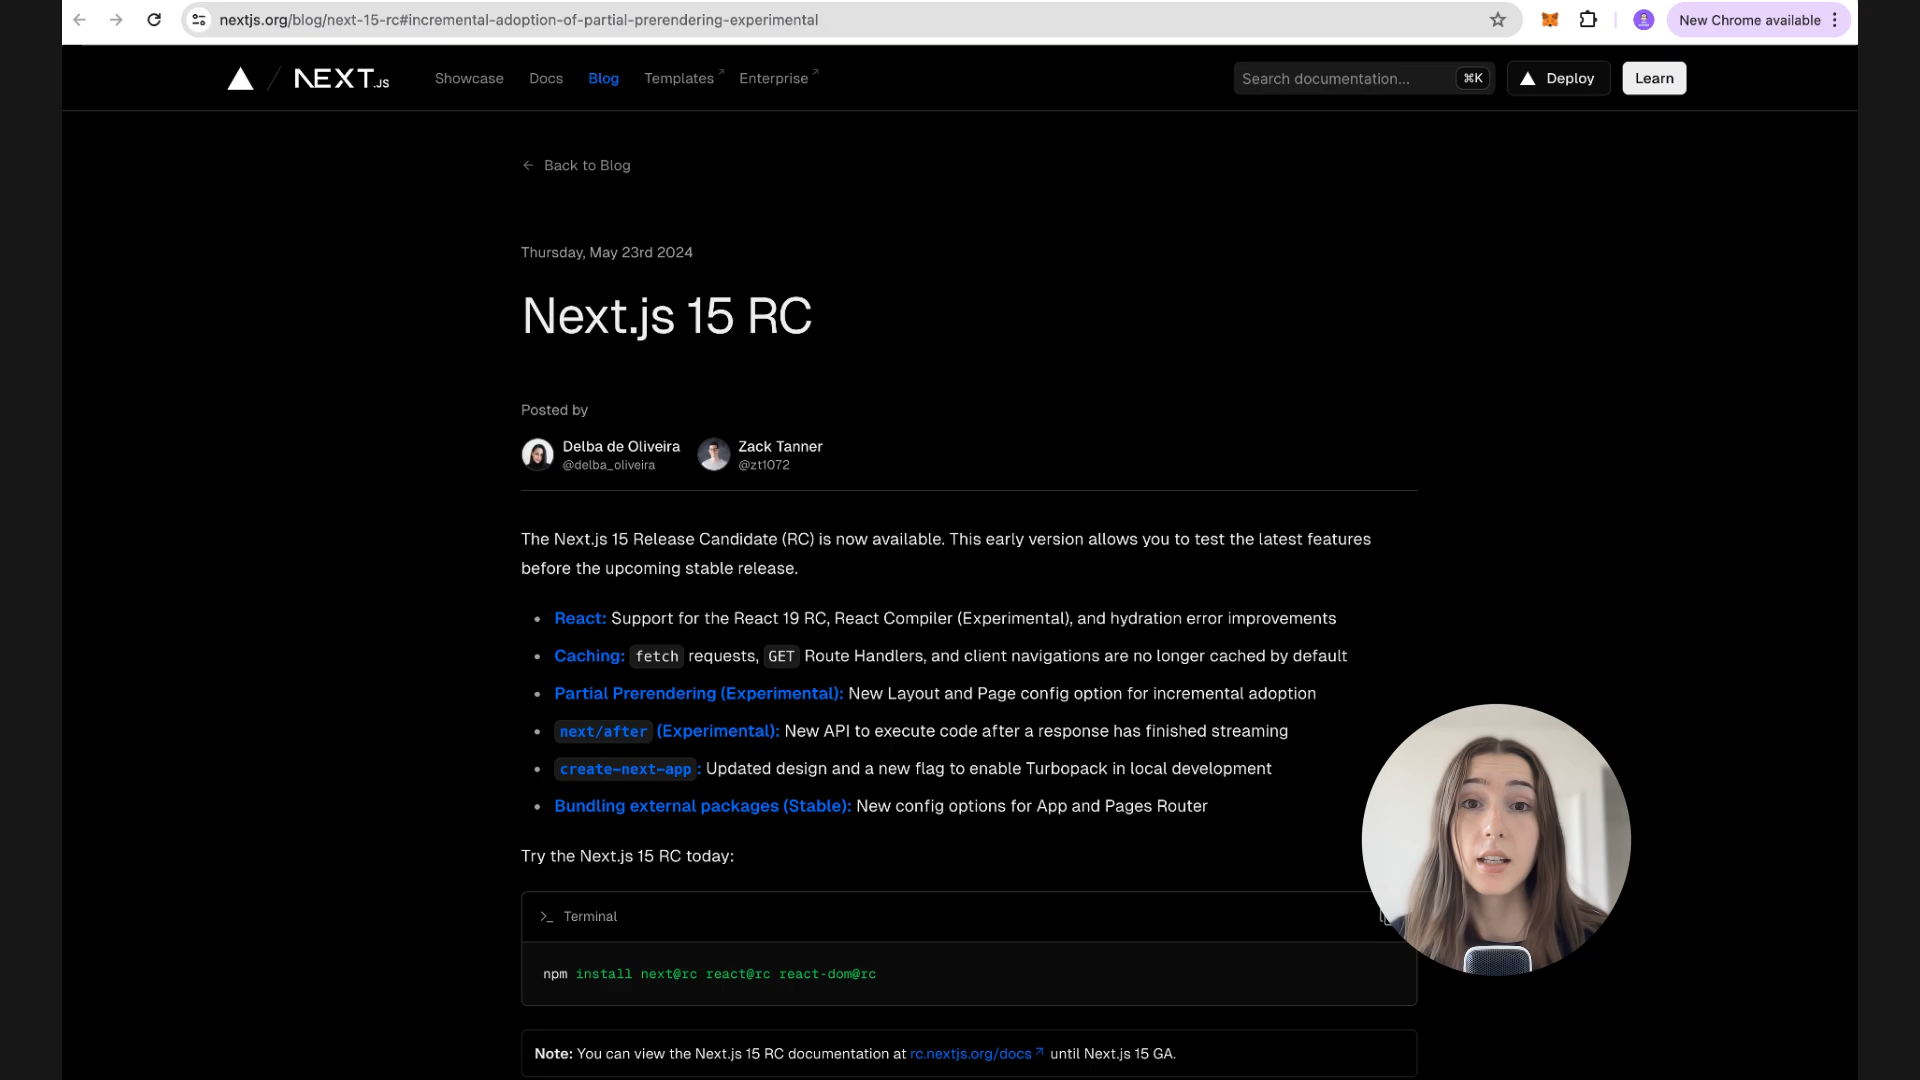 nextjs.org/blog/next-15-rc#incremental-adoption-of-partial-prerendering-experimental
New Chrome available
NEXT.JS
Showcase
Docs
Blog
Templates
Enterprise
Search documentation...
⌘K
Deploy
Learn
← Back to Blog
Thursday, May 23rd 2024
Next.js 15 RC
Posted by
Delba de Oliveira
@delba_oliveira
Zack Tanner
@zt1072
The Next.js 15 Release Candidate (RC) is now available. This early version allows you to test the latest features
before the upcoming stable release.
• React: Support for the React 19 RC, React Compiler (Experimental), and hydration error improvements
• Caching: fetch requests, GET Route Handlers, and client navigations are no longer cached by default
• Partial Prerendering (Experimental): New Layout and Page config option for incremental adoption
• next/after (Experimental): New API to execute code after a response has finished streaming
• create-next-app: Updated design and a new flag to enable Turbopack in local development
• Bundling external packages (Stable): New config options for App and Pages Router
Try the Next.js 15 RC today:
>_ Terminal
npm install next@rc react@rc react-dom@rc
Note: You can view the Next.js 15 RC documentation at rc.nextjs.org/docs↗ until Next.js 15 GA.